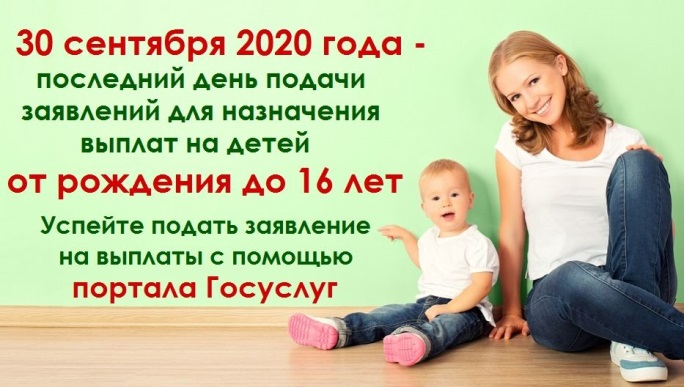 30 сентября 2020 года -
последний день подачи
заявлений для назначения
выплат на детей
от рождения до 16 лет
Успейте подать заявление
на выплаты с помощью
портала Госуслуг